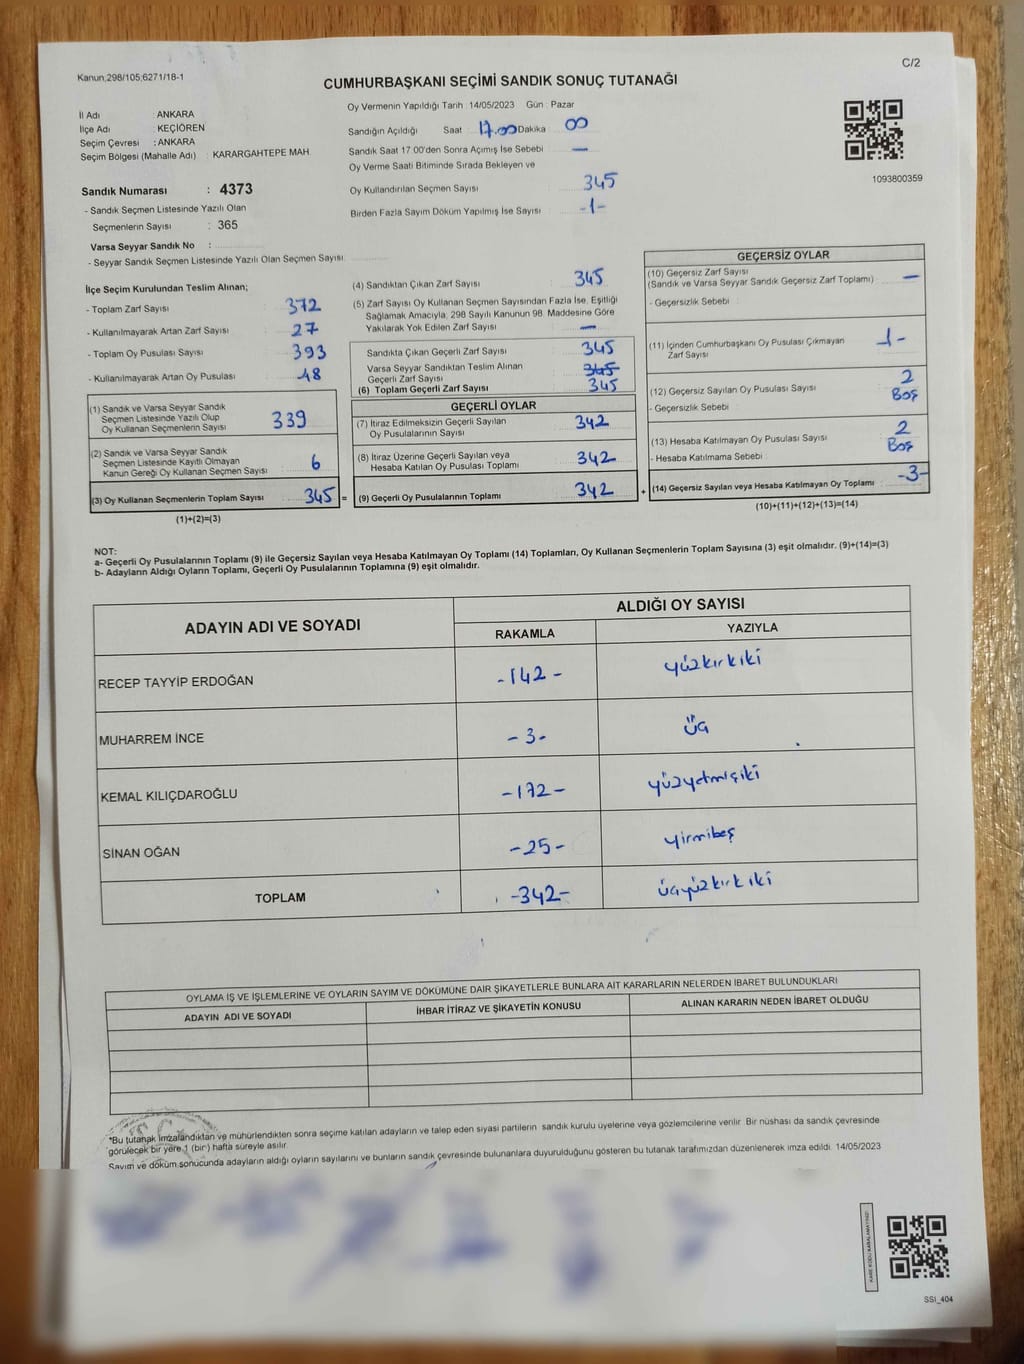 Kanun,298/105;6271/18-1
C/2
CUMHURBAŞKANI SEÇİMİ SANDIK SONUÇ TUTANAĞI
Oy Vermenin Yapıldığı Tarih :14/05/2023 Gün : Pazar
İl Adı : ANKARA
İlçe Adı : KEÇİÖREN
Seçim Çevresi : ANKARA
Seçim Bölgesi (Mahalle Adı) : KARARGAHTEPE MAH.
Sandık Numarası : 4373
- Sandık Seçmen Listesinde Yazılı Olan
Seçmenlerin Sayısı : 365
Varsa Seyyar Sandık No :
- Seyyar Sandık Seçmen Listesinde Yazılı Olan Seçmen Sayısı:
Sandığın Açıldığı Saat : 17.00 Dakika : 00
Sandık Saat 17.00'den Sonra Açımış İse Sebebi : —
Oy Verme Saati Bitiminde Sırada Bekleyen ve
Oy Kullandırılan Seçmen Sayısı : 345
Birden Fazla Sayım Döküm Yapılmış İse Sayısı : -1-
1093800359
İlçe Seçim Kurulundan Teslim Alınan;
- Toplam Zarf Sayısı : 372
- Kullanılmayarak Artan Zarf Sayısı : 27
- Toplam Oy Pusulası Sayısı : 393
- Kullanılmayarak Artan Oy Pusulası : 48
(1) Sandık ve Varsa Seyyar Sandık
Seçmen Listesinde Yazılı Olup
Oy Kullanan Seçmenlerin Sayısı : 339
(2) Sandık ve Varsa Seyyar Sandık
Seçmen Listesinde Kayıtlı Olmayan
Kanun Gereği Oy Kullanan Seçmen Sayısı : 6
(3) Oy Kullanan Seçmenlerin Toplam Sayısı : 345 =
(1)+(2)=(3)
(4) Sandıktan Çıkan Zarf Sayısı : 345
(5) Zarf Sayısı Oy Kullanan Seçmen Sayısından Fazla İse, Eşitliği
Sağlamak Amacıyla, 298 Sayılı Kanunun 98. Maddesine Göre
Yakılarak Yok Edilen Zarf Sayısı : —
Sandıkta Çıkan Geçerli Zarf Sayısı : 345
Varsa Seyyar Sandıktan Teslim Alınan
Geçerli Zarf Sayısı : 345
(6) Toplam Geçerli Zarf Sayısı : 345
GEÇERLİ OYLAR
(7) İtiraz Edilmeksizin Geçerli Sayılan
Oy Pusulalarının Sayısı : 342
(8) İtiraz Üzerine Geçerli Sayılan veya
Hesaba Katılan Oy Pusulası Toplamı : 342
(9) Geçerli Oy Pusulalarının Toplamı : 342 +
GEÇERSİZ OYLAR
(10) Geçersiz Zarf Sayısı
(Sandık ve Varsa Seyyar Sandık Geçersiz Zarf Toplamı) : —
- Geçersizlik Sebebi :
(11) İçinden Cumhurbaşkanı Oy Pusulası Çıkmayan
Zarf Sayısı : -1-
(12) Geçersiz Sayılan Oy Pusulası Sayısı : 2
- Geçersizlik Sebebi : Boş
(13) Hesaba Katılmayan Oy Pusulası Sayısı : 2
- Hesaba Katılmama Sebebi : Boş
(14) Geçersiz Sayılan veya Hesaba Katılmayan Oy Toplamı : -3-
(10)+(11)+(12)+(13)=(14)
NOT:
a- Geçerli Oy Pusulalarının Toplamı (9) ile Geçersiz Sayılan veya Hesaba Katılmayan Oy Toplamı (14) Toplamları, Oy Kullanan Seçmenlerin Toplam Sayısına (3) eşit olmalıdır. (9)+(14)=(3)
b- Adayların Aldığı Oyların Toplamı, Geçerli Oy Pusulalarının Toplamına (9) eşit olmalıdır.
ADAYIN ADI VE SOYADI
ALDIĞI OY SAYISI
RAKAMLA YAZIYLA
RECEP TAYYİP ERDOĞAN -142- yüzkırkiki
MUHARREM İNCE -3- üç
KEMAL KILIÇDAROĞLU -172- yüzyetmişiki
SİNAN OĞAN -25- yirmibeş
TOPLAM -342- üçyüzkırkiki
OYLAMA İŞ VE İŞLEMLERİNE VE OYLARIN SAYIM VE DÖKÜMÜNE DAİR ŞİKAYETLERLE BUNLARA AİT KARARLARIN NELERDEN İBARET BULUNDUKLARI
ADAYIN ADI VE SOYADI İHBAR İTİRAZ VE ŞİKAYETİN KONUSU ALINAN KARARIN NEDEN İBARET OLDUĞU
*Bu tutanak imzalandıktan ve mühürlendikten sonra seçime katılan adayların ve talep eden siyasi partilerin sandık kurulu üyelerine veya gözlemcilerine verilir. Bir nüshası da sandık çevresinde
görülecek bir yere 1 (bir) hafta süreyle asılır.
Sayım ve döküm sonucunda adayların aldığı oyların sayılarını ve bunların sandık çevresinde bulunanlara duyurulduğunu gösteren bu tutanak tarafımızdan düzenlenerek imza edildi. 14/05/2023
KARE KODU KARALAMAYINIZ!
SSI_404